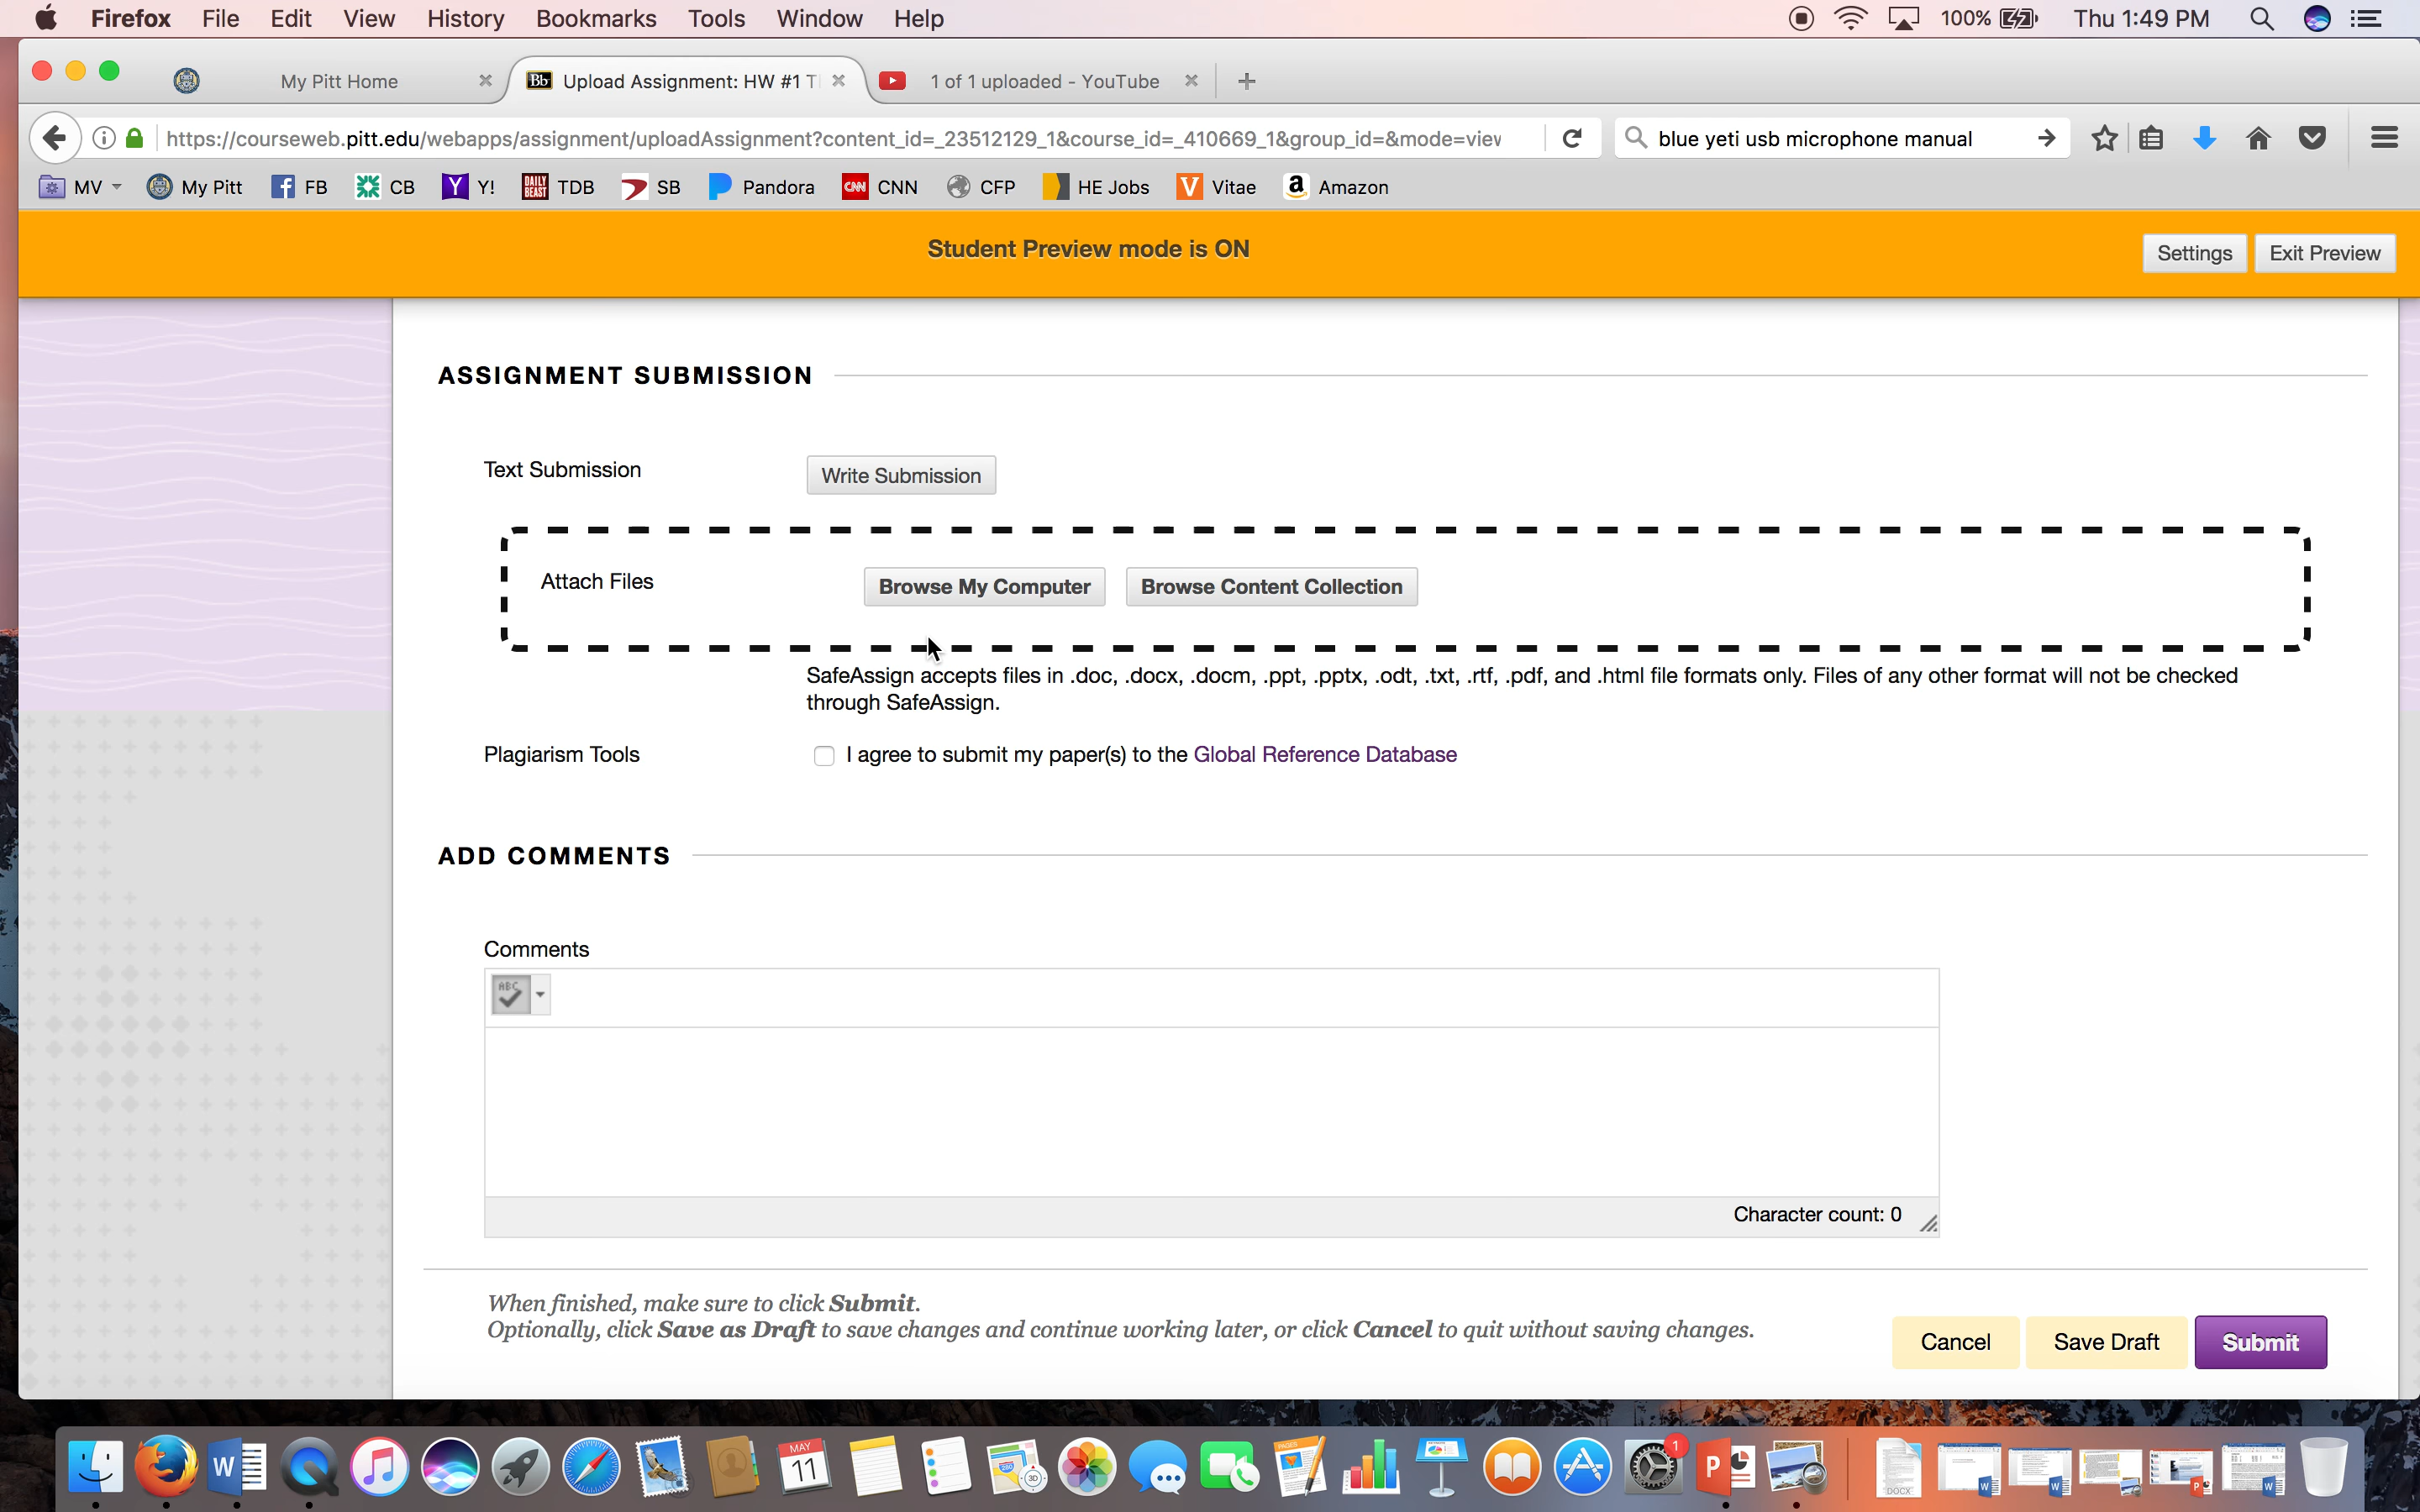 Firefox File Edit View History Bookmarks Tools Window Help 100% Thu 1:49 PM
My Pitt Home Bb Upload Assignment: HW #1 T 1 of 1 uploaded - YouTube
https://courseweb.pitt.edu/webapps/assignment/uploadAssignment?content_id=_23512129_1&course_id=_410669_1&group_id=&mode=view blue yeti usb microphone manual
MV My Pitt FB CB Y! TDB SB Pandora CNN CFP HE Jobs Vitae Amazon
Student Preview mode is ON Settings Exit Preview
ASSIGNMENT SUBMISSION
Text Submission Write Submission
Attach Files Browse My Computer Browse Content Collection
SafeAssign accepts files in .doc, .docx, .docm, .ppt, .pptx, .odt, .txt, .rtf, .pdf, and .html file formats only. Files of any other format will not be checked
through SafeAssign.
Plagiarism Tools I agree to submit my paper(s) to the Global Reference Database
ADD COMMENTS
Comments
ABC
Character count: 0
When finished, make sure to click Submit.
Optionally, click Save as Draft to save changes and continue working later, or click Cancel to quit without saving changes.
Cancel Save Draft Submit
MAY
11
PAGES
1
DOCX